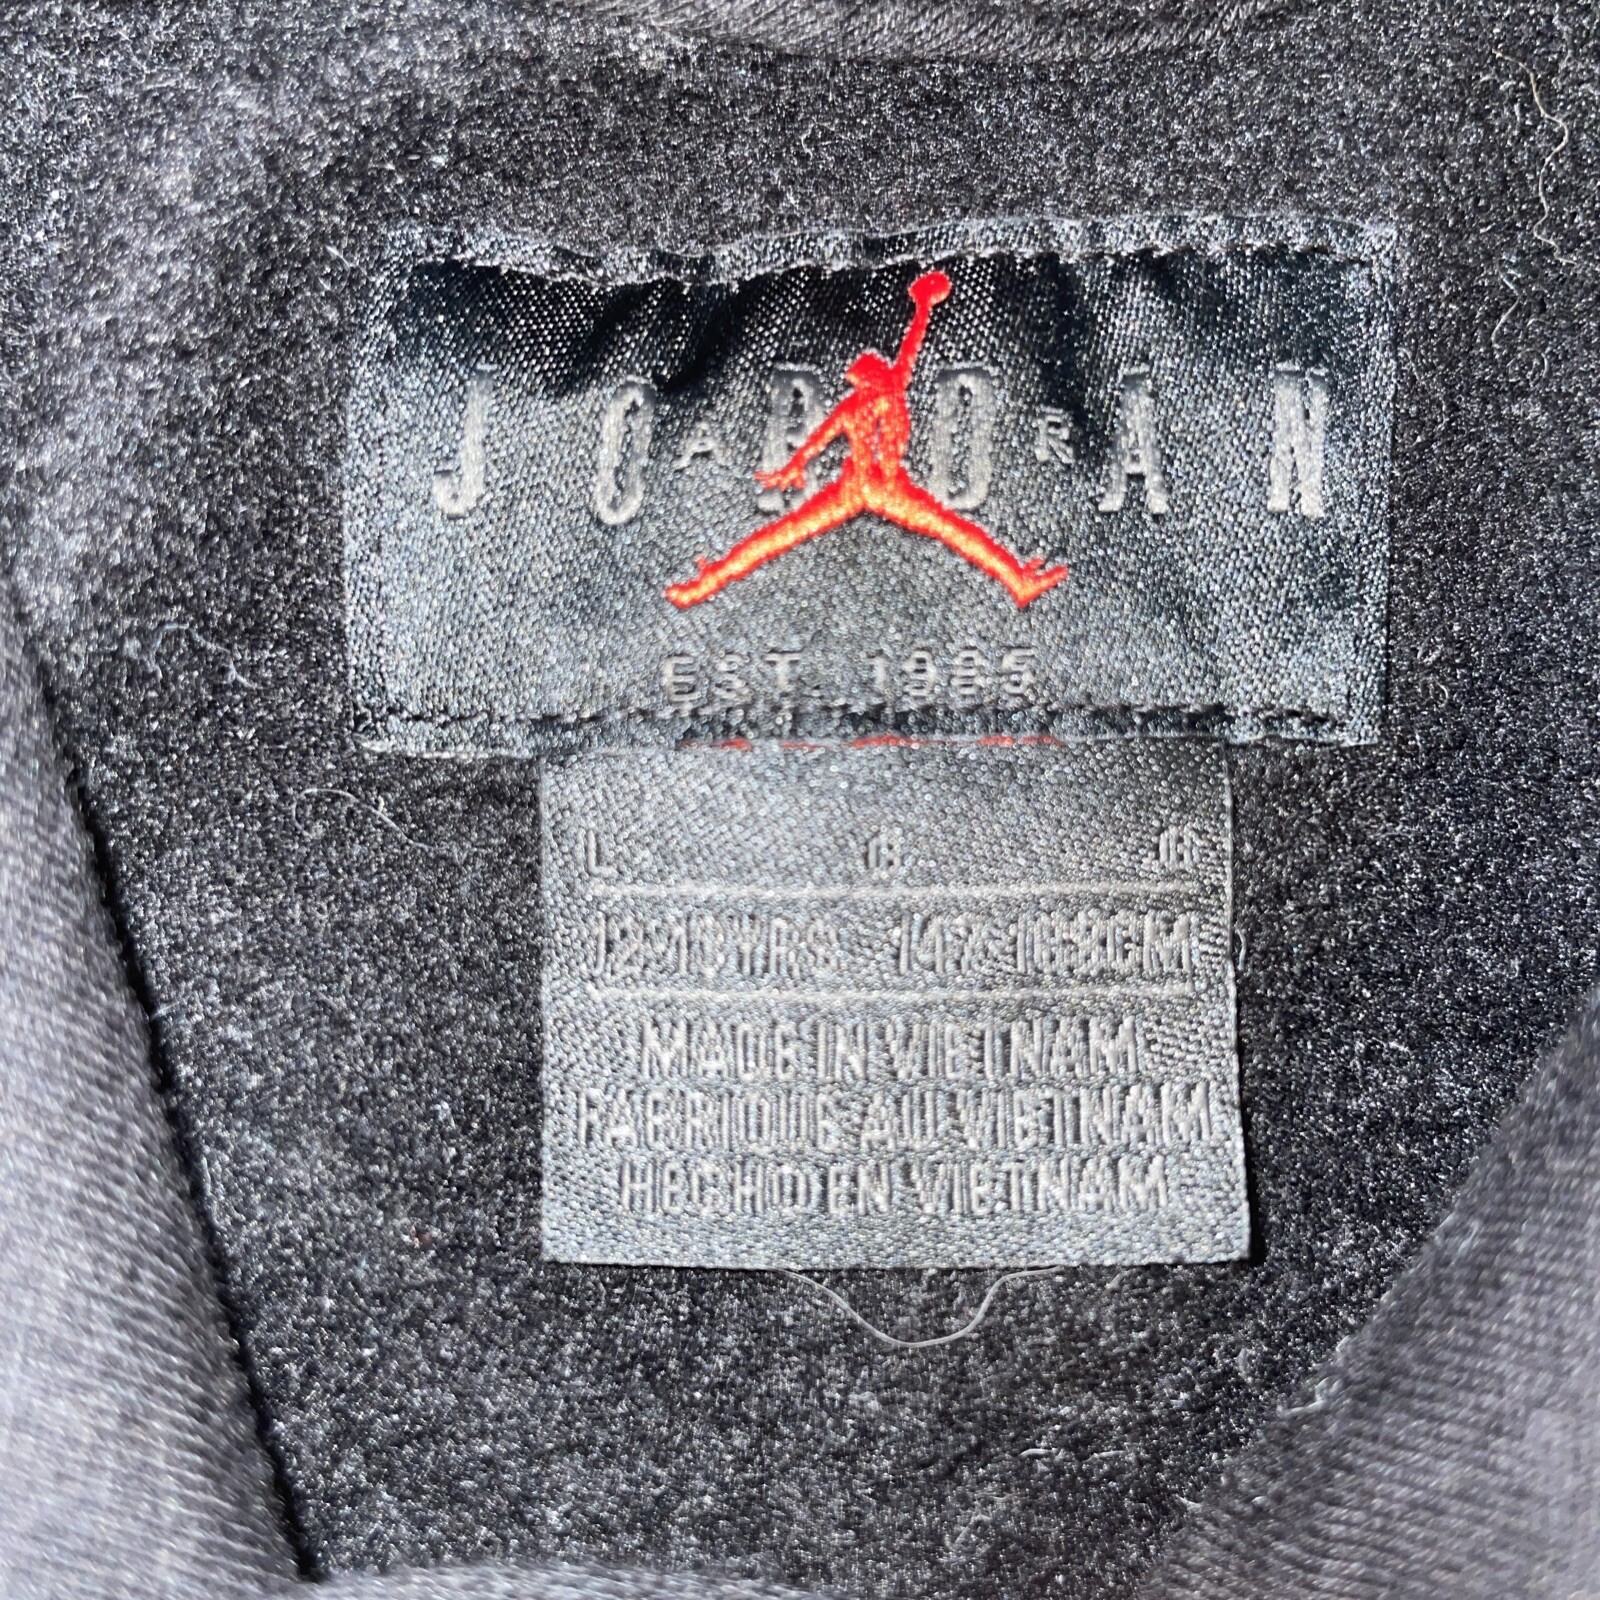 JORDAN
AIR
EST. 1985
L G
12-13YRS. 147-158CM
MADE IN VIETNAM
FABRIQUE AU VIETNAM
HECHO EN VIETNAM